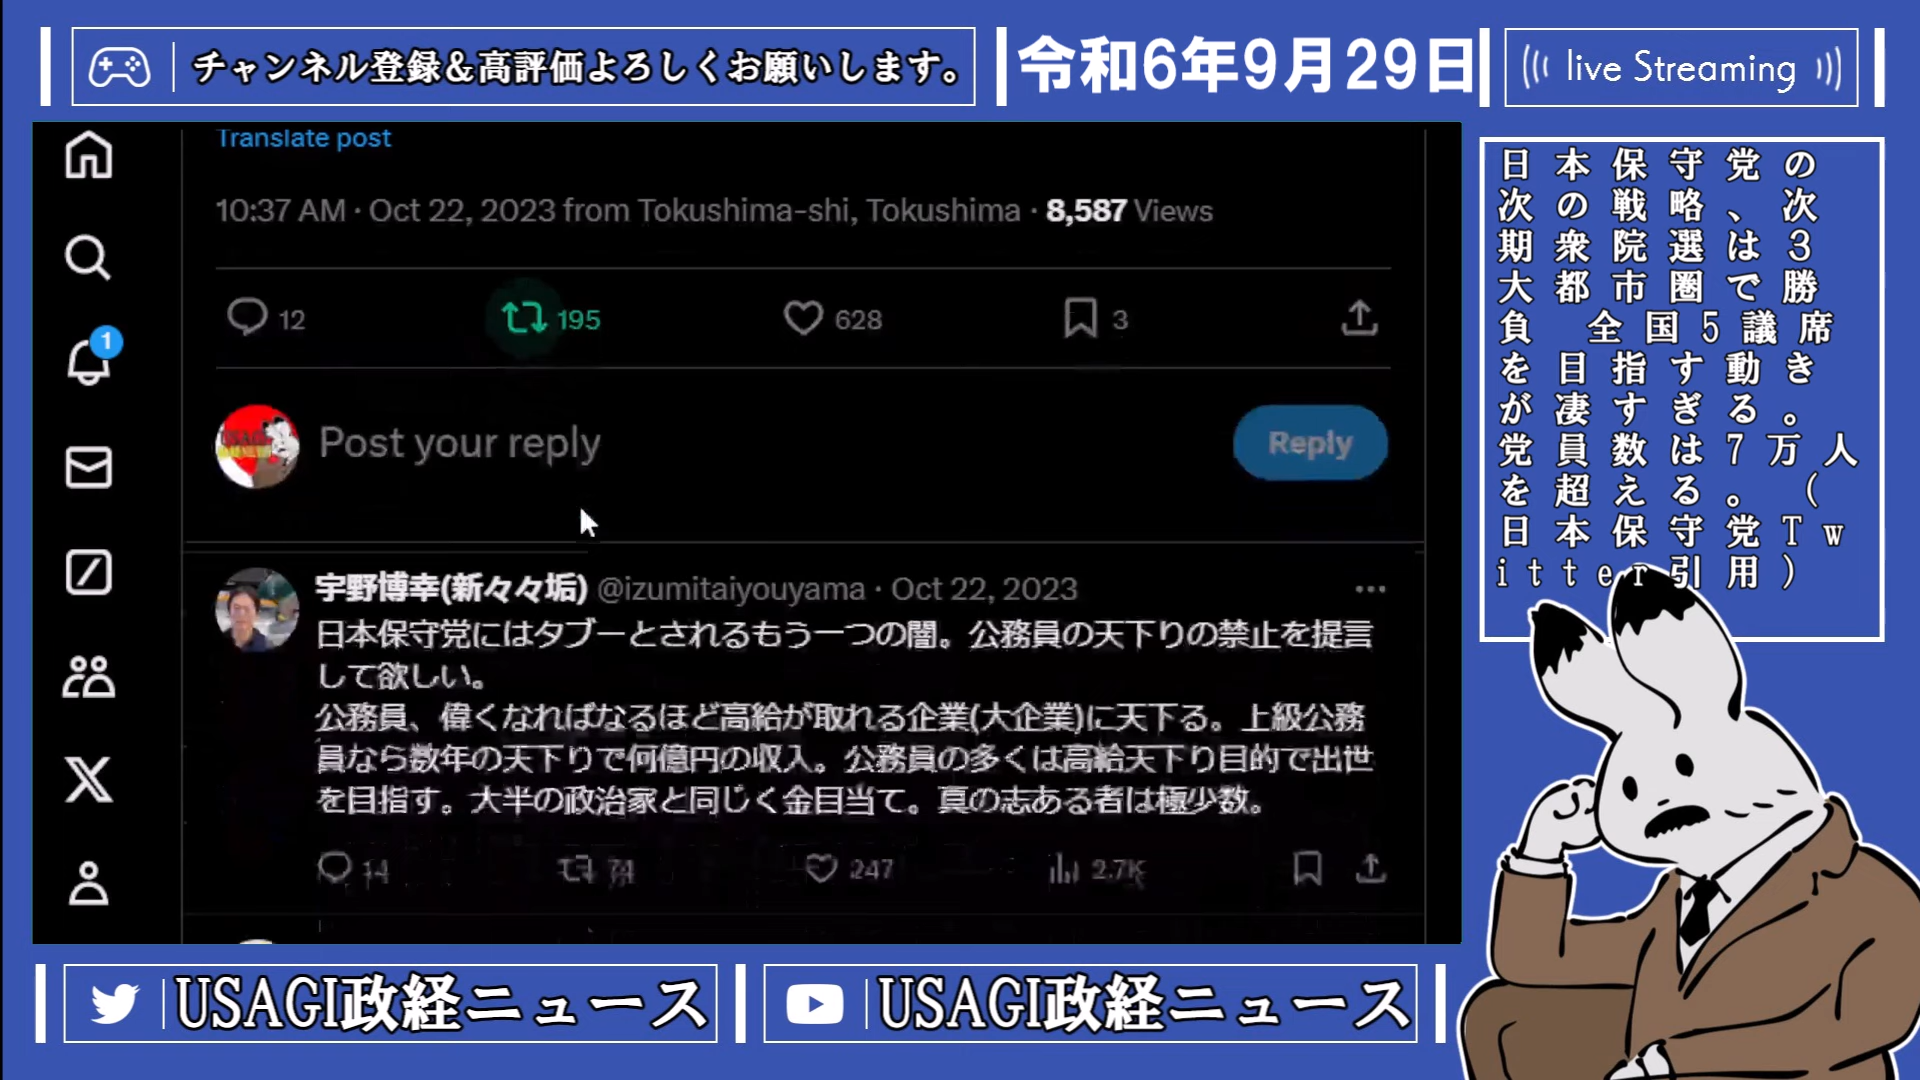 チャンネル登録&高評価よろしくお願いします。
令和6年9月29日
live Streaming
Translate post
10:37 AM · Oct 22, 2023 from Tokushima-shi, Tokushima · 8,587 Views
12 195 628 3
1
Post your reply
Reply
宇野博幸(新々々垢) @izumitaiyouyama · Oct 22, 2023
日本保守党にはタブーとされるもう一つの闇。公務員の天下りの禁止を提言
して欲しい。
公務員、偉くなればなるほど高給が取れる企業(大企業)に天下る。上級公務
員なら数年の天下りで何億円の収入。公務員の多くは高給天下り目的で出世
を目指す。大半の政治家と同じく金目当て。真の志ある者は極少数。
14 74 247 2.7K
日本保守党の
次の戦略、次
期衆院選は3
大都市圏で勝
負 全国5議席
を目指す動き
が凄すぎる。
党員数は7万人
を超える。(
日本保守党Tw
itter引用)
USAGI政経ニュース
USAGI政経ニュース